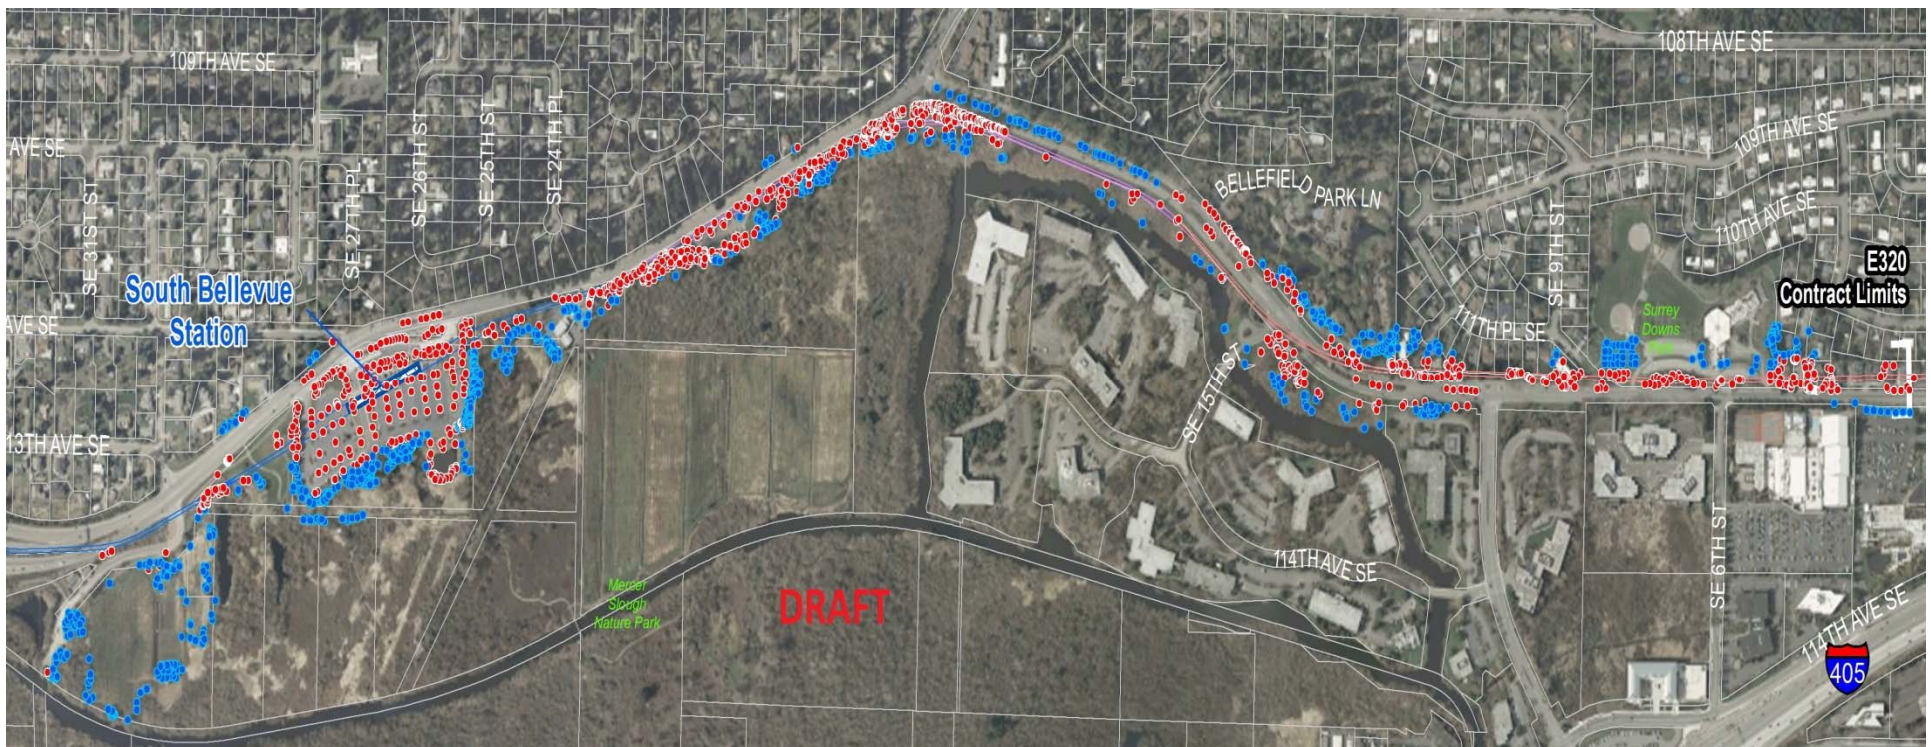 109TH AVE SE
108TH AVE SE
AVE SE
SE 31ST ST
SE 27TH PL
SE 26TH ST
SE 25TH ST
SE 24TH PL
BELLEFIELD PARK LN
SE 9TH ST
109TH AVE SE
110TH AVE SE
E320
Contract Limits
South Bellevue
Station
AVE SE
111TH PL SE
Surrey
Downs
13TH AVE SE
SE 15TH ST
114TH AVE SE
SE 6TH ST
Mercer
Slough
Nature Park
DRAFT
114TH AVE SE
405